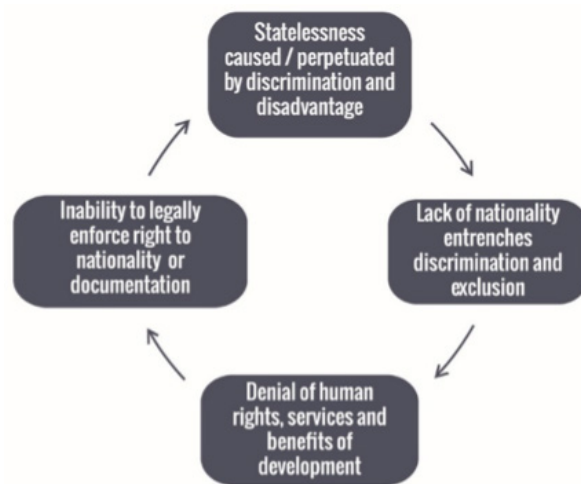 Statelessness
caused / perpetuated
by discrimination and
disadvantage
Lack of nationality
entrenches
discrimination and
exclusion
Denial of human
rights, services and
benefits of
development
Inability to legally
enforce right to
nationality or
documentation